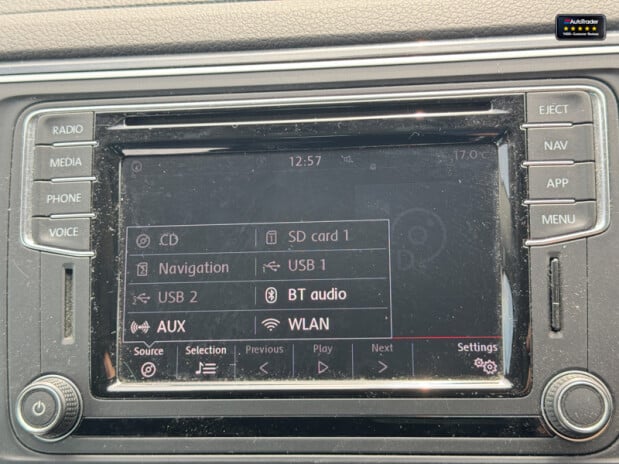 AutoTrader
RADIO
MEDIA
PHONE
VOICE
EJECT
NAV
APP
MENU
12:57
17.0
CD
SD card 1
Navigation
USB 1
USB 2
BT audio
AUX
WLAN
Source
Selection
Previous
Play
Next
Settings